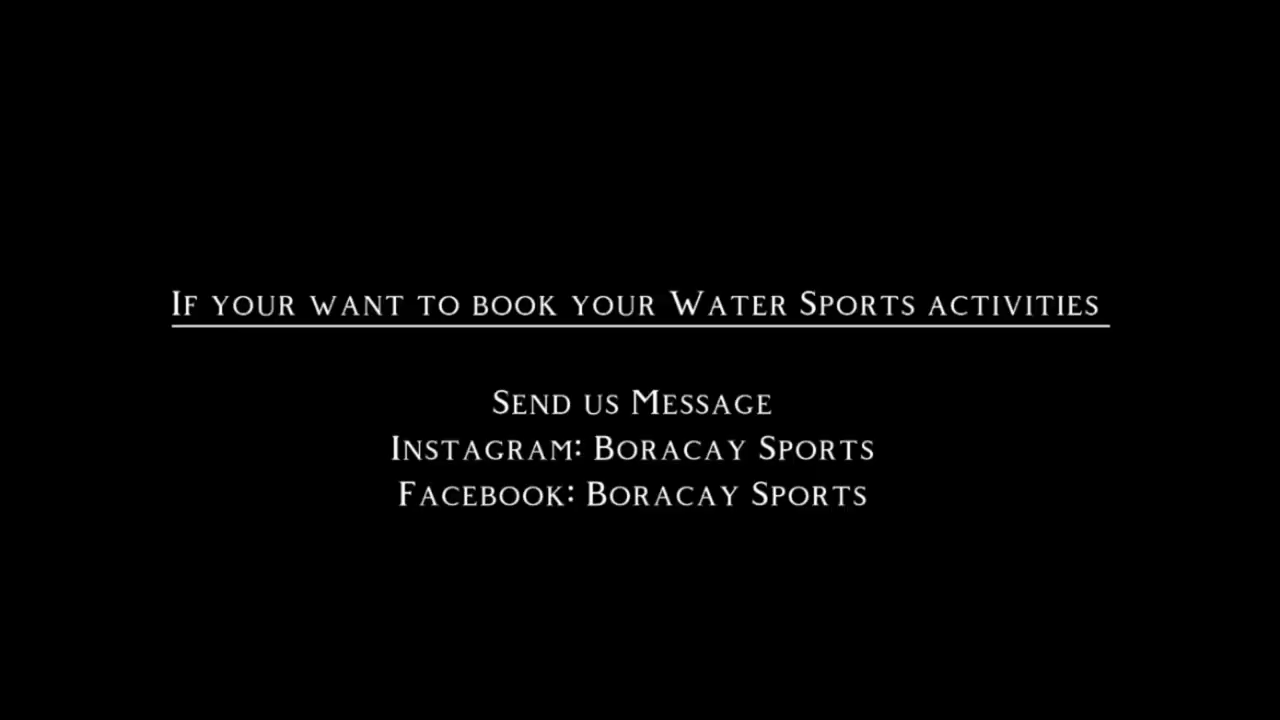 If your want to book your Water Sports activities
Send us Message
Instagram: Boracay Sports
Facebook: Boracay Sports